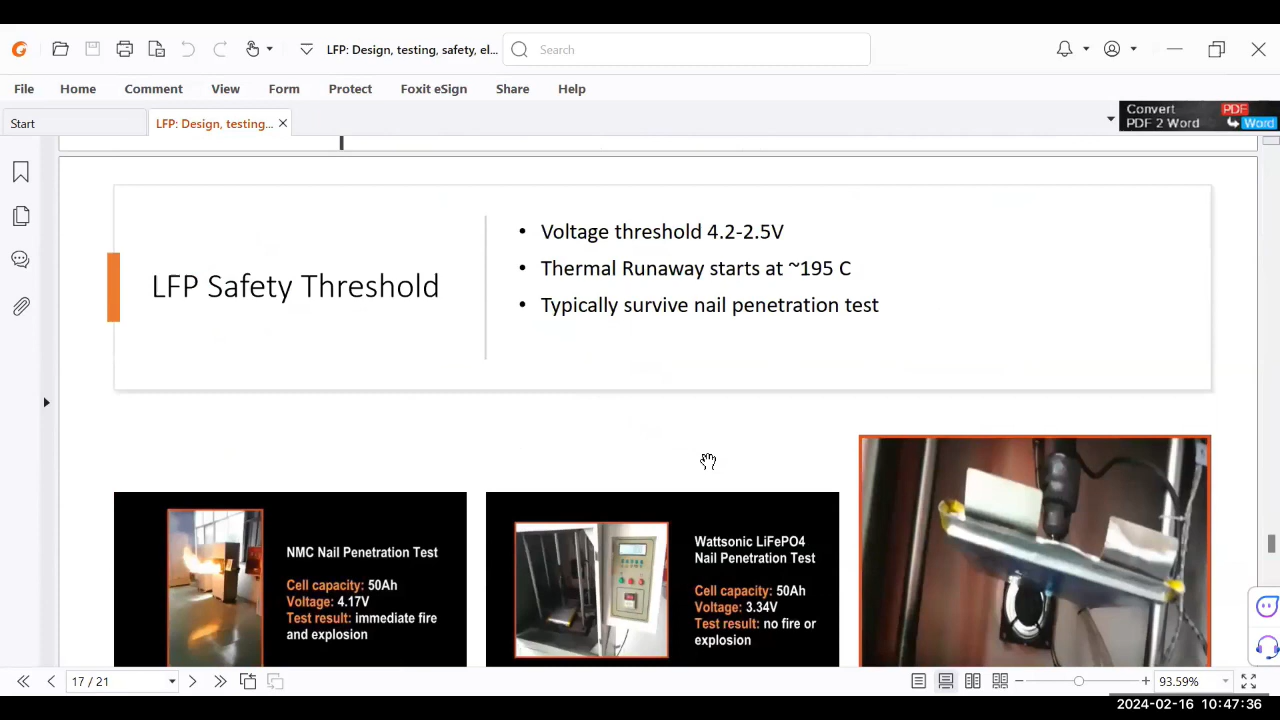 LFP: Design, testing, safety, el...
Search
File Home Comment View Form Protect Foxit eSign Share Help
Start
LFP: Design, testing...
Convert PDF
PDF 2 Word Word
LFP Safety Threshold
• Voltage threshold 4.2-2.5V
• Thermal Runaway starts at ~195 C
• Typically survive nail penetration test
NMC Nail Penetration Test
Cell capacity: 50Ah
Voltage: 4.17V
Test result: immediate fire
and explosion
Wattsonic LiFePO4
Nail Penetration Test
Cell capacity: 50Ah
Voltage: 3.34V
Test result: no fire or
explosion
17 / 21
93.59%
2024-02-16 10:47:36